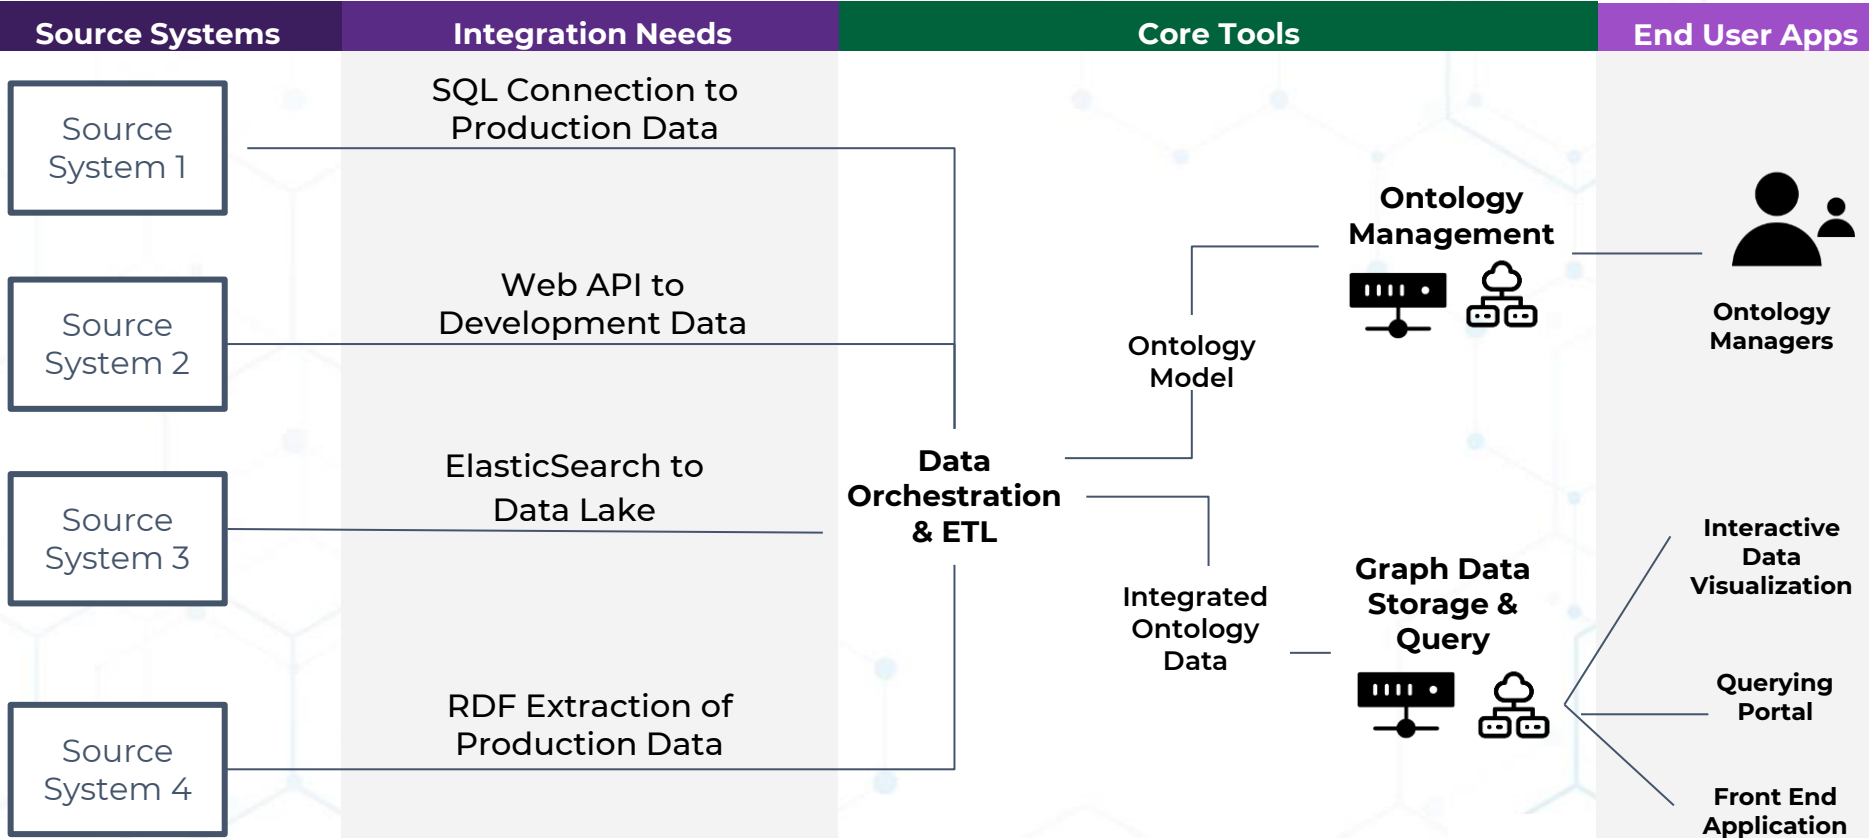 Source Systems
Integration Needs
Core Tools
End User Apps
Source
System 1
SQL Connection to
Production Data
Source
System 2
Web API to
Development Data
Source
System 3
ElasticSearch to
Data Lake
Source
System 4
RDF Extraction of
Production Data
Data
Orchestration
& ETL
Ontology
Model
Integrated
Ontology
Data
Ontology
Management
Graph Data
Storage &
Query
Ontology
Managers
Interactive
Data
Visualization
Querying
Portal
Front End
Application